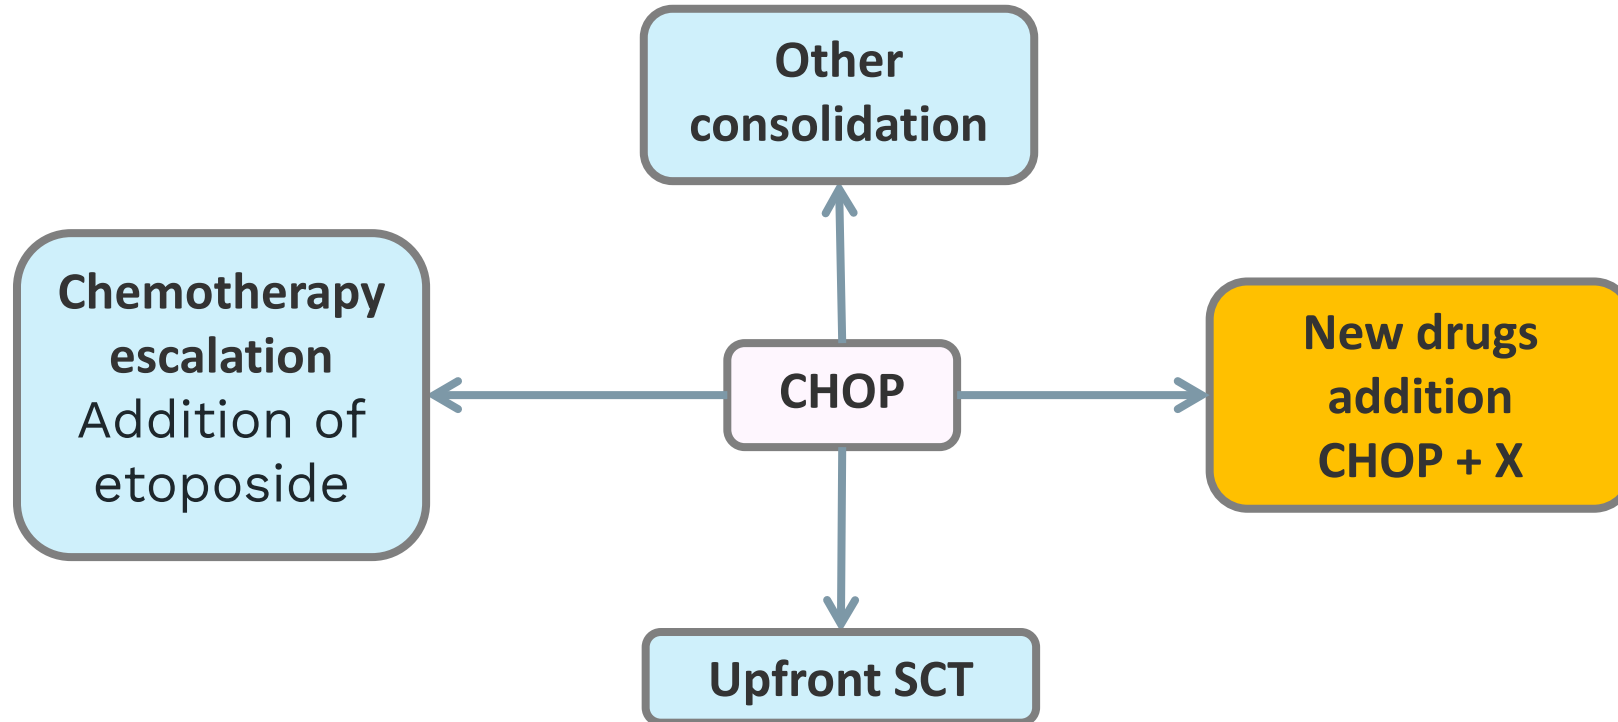 Other
consolidation
Chemotherapy
escalation
Addition of
etoposide
CHOP
New drugs
addition
CHOP + X
Upfront SCT